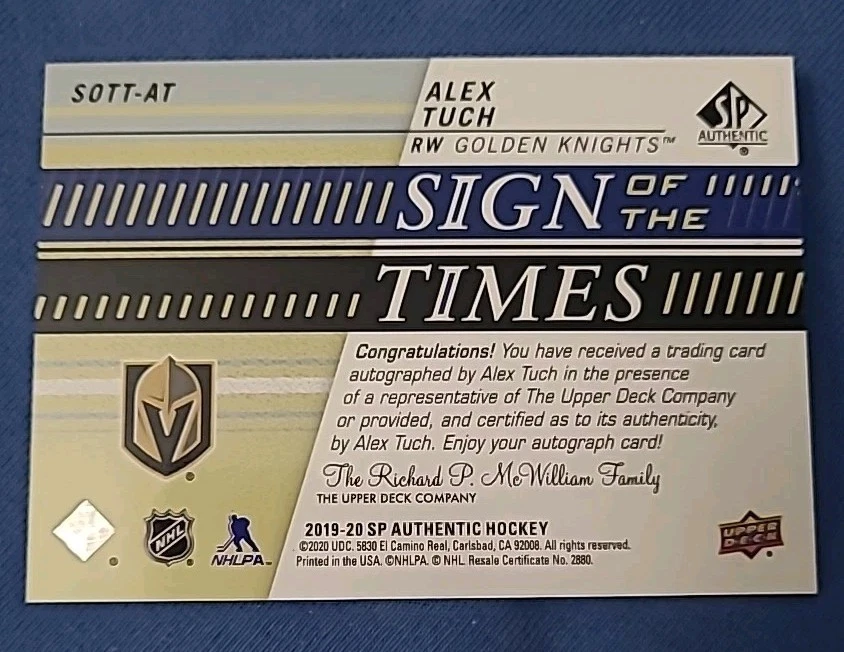 SOTT-AT
ALEX
TUCH
RW GOLDEN KNIGHTS™
SP
AUTHENTIC
®
SIGN OF THE
TIMES
Congratulations! You have received a trading card
autographed by Alex Tuch in the presence
of a representative of The Upper Deck Company
or provided, and certified as to its authenticity,
by Alex Tuch. Enjoy your autograph card!
The Richard P. McWilliam Family
THE UPPER DECK COMPANY
V
NHL
NHLPA™
2019-20 SP AUTHENTIC HOCKEY
©2020 UDC. 5830 El Camino Real, Carlsbad, CA 92008. All rights reserved.
Printed in the USA. ©NHLPA. © NHL Resale Certificate No. 2880.
UPPER
DECK